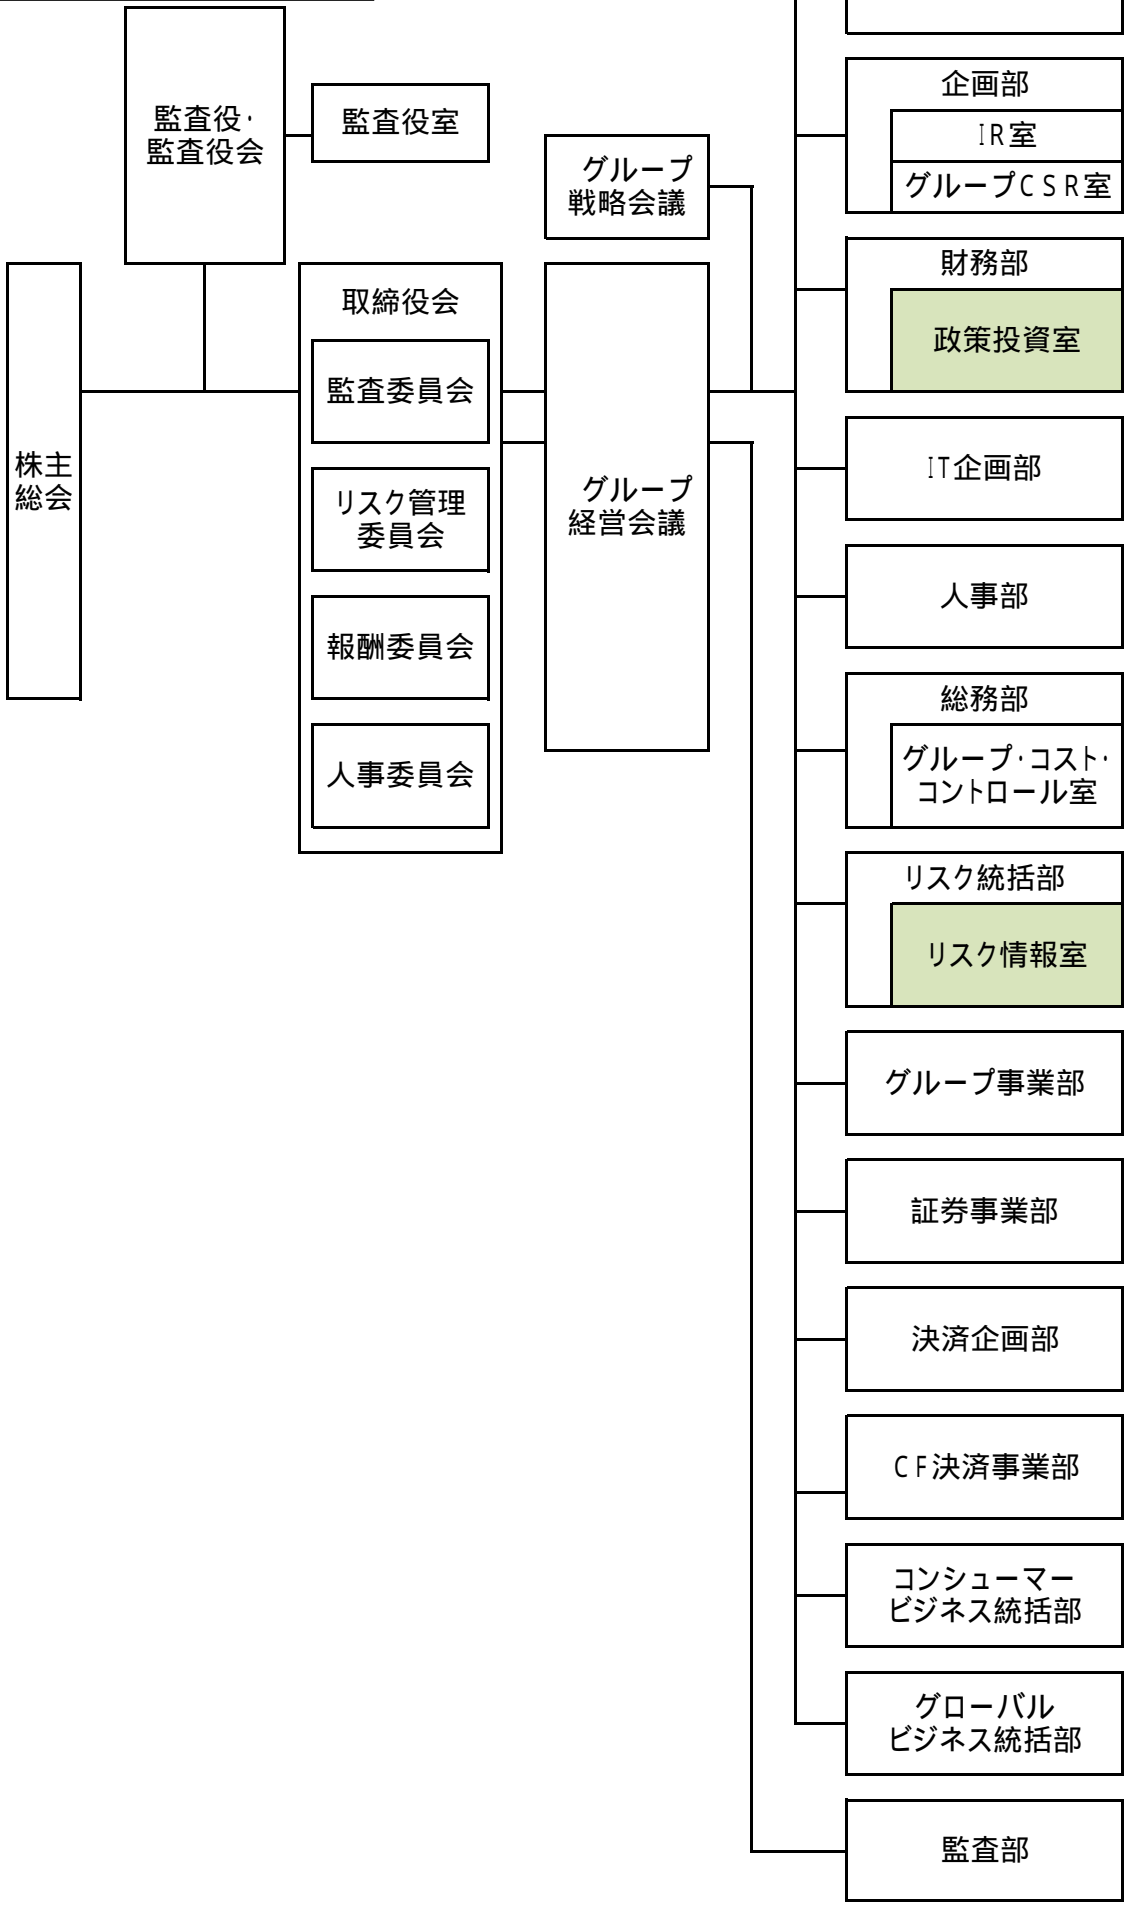 監査役・
監査役会
監査役室
グループ
戦略会議
株主
総会
取締役会
監査委員会
リスク管理
委員会
報酬委員会
人事委員会
グループ
経営会議
企画部
IR室
グループCSR室
財務部
政策投資室
IT企画部
人事部
総務部
グループ・コスト・
コントロール室
リスク統括部
リスク情報室
グループ事業部
証券事業部
決済企画部
CF決済事業部
コンシューマー
ビジネス統括部
グローバル
ビジネス統括部
監査部